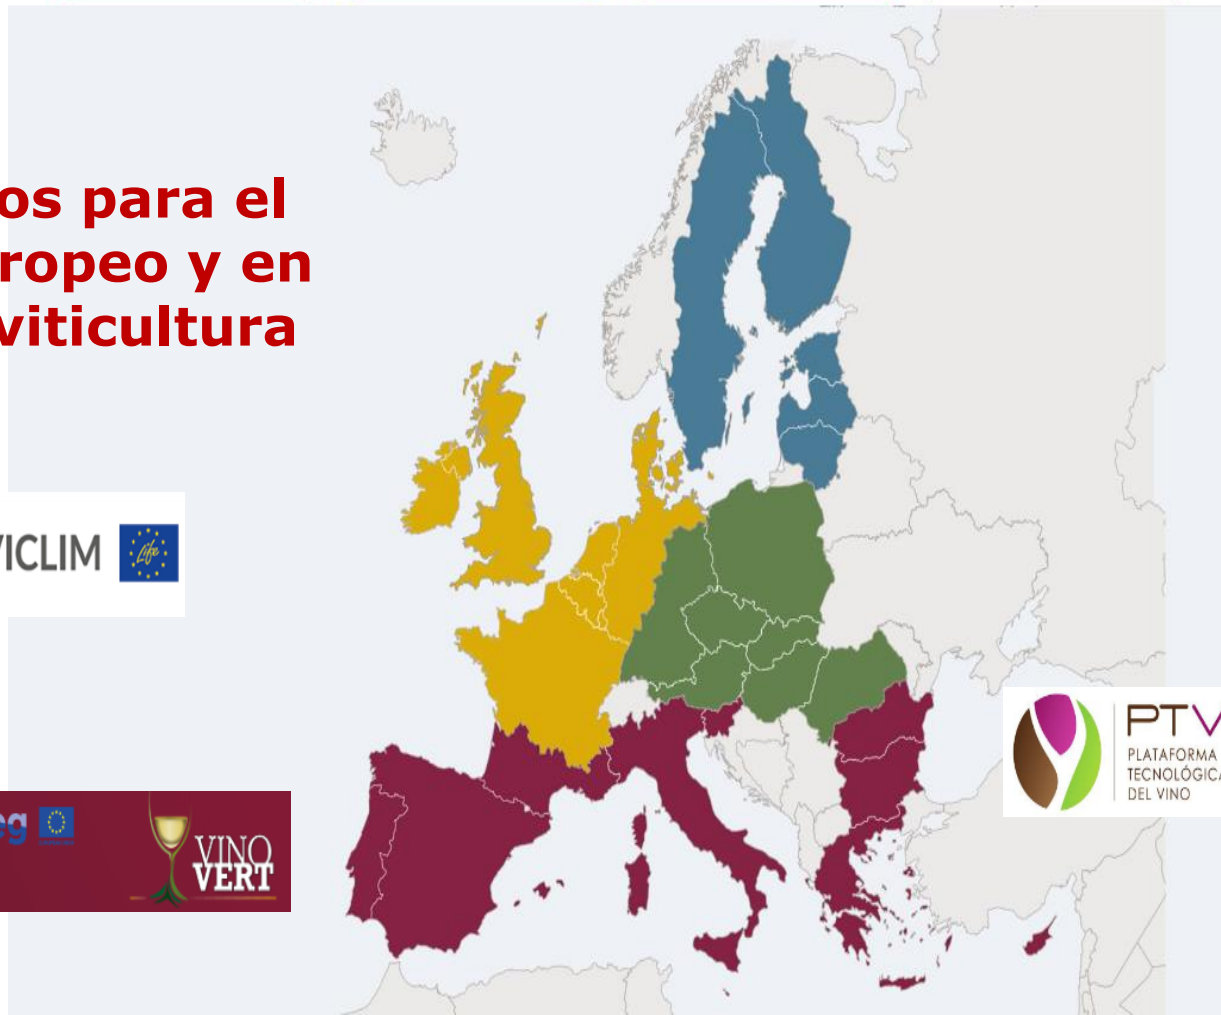 os para el
ropeo y en
viticultura
VICLIM
Life
eg
VINO
VERT
PTV
PLATAFORMA
TECNOLÓGICA
DEL VINO